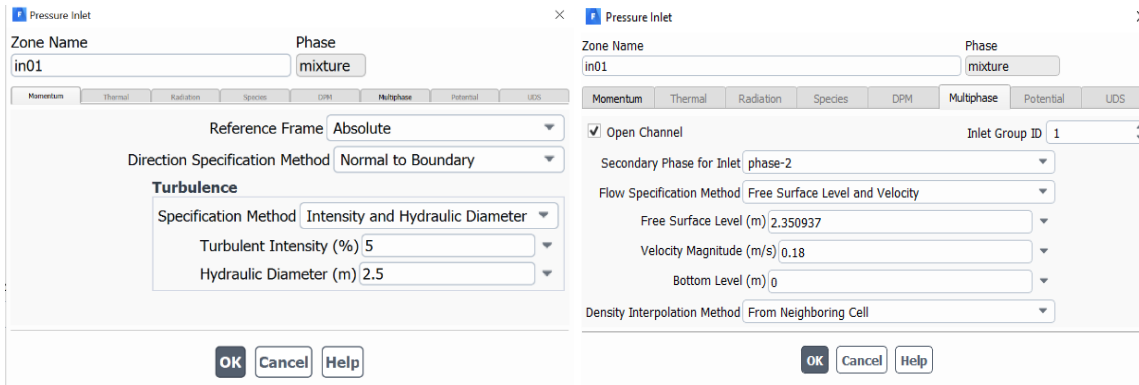 Pressure Inlet
Zone Name Phase
in01 mixture
Momentum Thermal Radiation Species DPM Multiphase Potential UDS
Reference Frame Absolute
Direction Specification Method Normal to Boundary
Turbulence
Specification Method Intensity and Hydraulic Diameter
Turbulent Intensity (%) 5
Hydraulic Diameter (m) 2.5
OK Cancel Help
Pressure Inlet
Zone Name Phase
in01 mixture
Momentum Thermal Radiation Species DPM Multiphase Potential UDS
Open Channel Inlet Group ID 1
Secondary Phase for Inlet phase-2
Flow Specification Method Free Surface Level and Velocity
Free Surface Level (m) 2.350937
Velocity Magnitude (m/s) 0.18
Bottom Level (m) 0
Density Interpolation Method From Neighboring Cell
OK Cancel Help